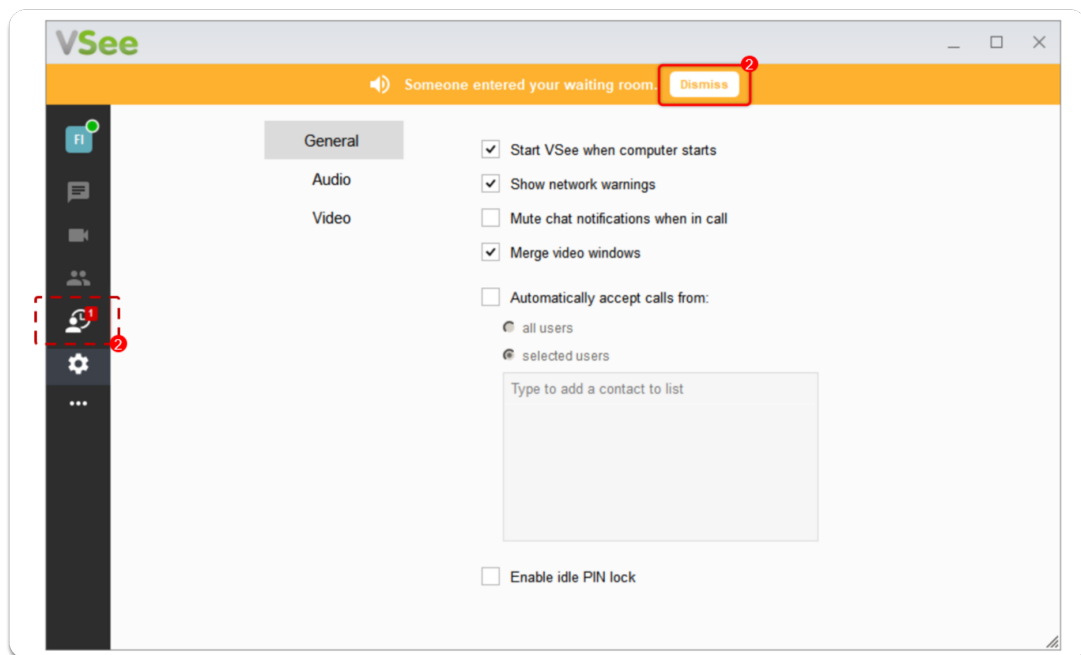 VSee
Someone entered your waiting room. Dismiss
2
FI
General
Audio
Video
Start VSee when computer starts
Show network warnings
Mute chat notifications when in call
Merge video windows
1
2
Automatically accept calls from:
all users
selected users
Type to add a contact to list
Enable idle PIN lock